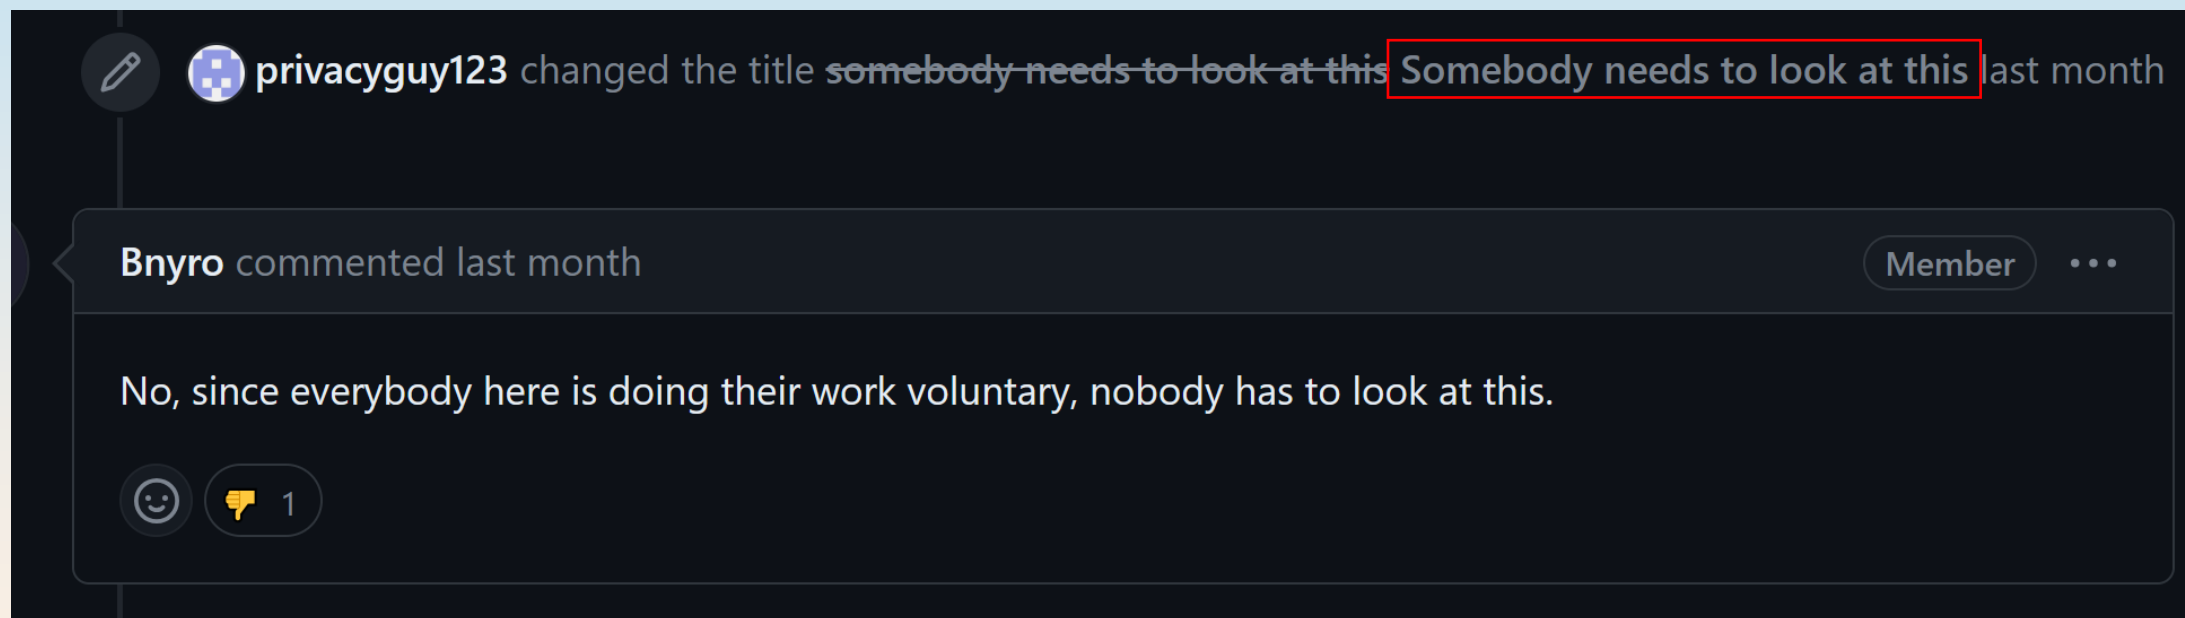 privacyguy123 changed the title somebody needs to look at this Somebody needs to look at this last month
Bnyro commented last month
Member
No, since everybody here is doing their work voluntary, nobody has to look at this.
1